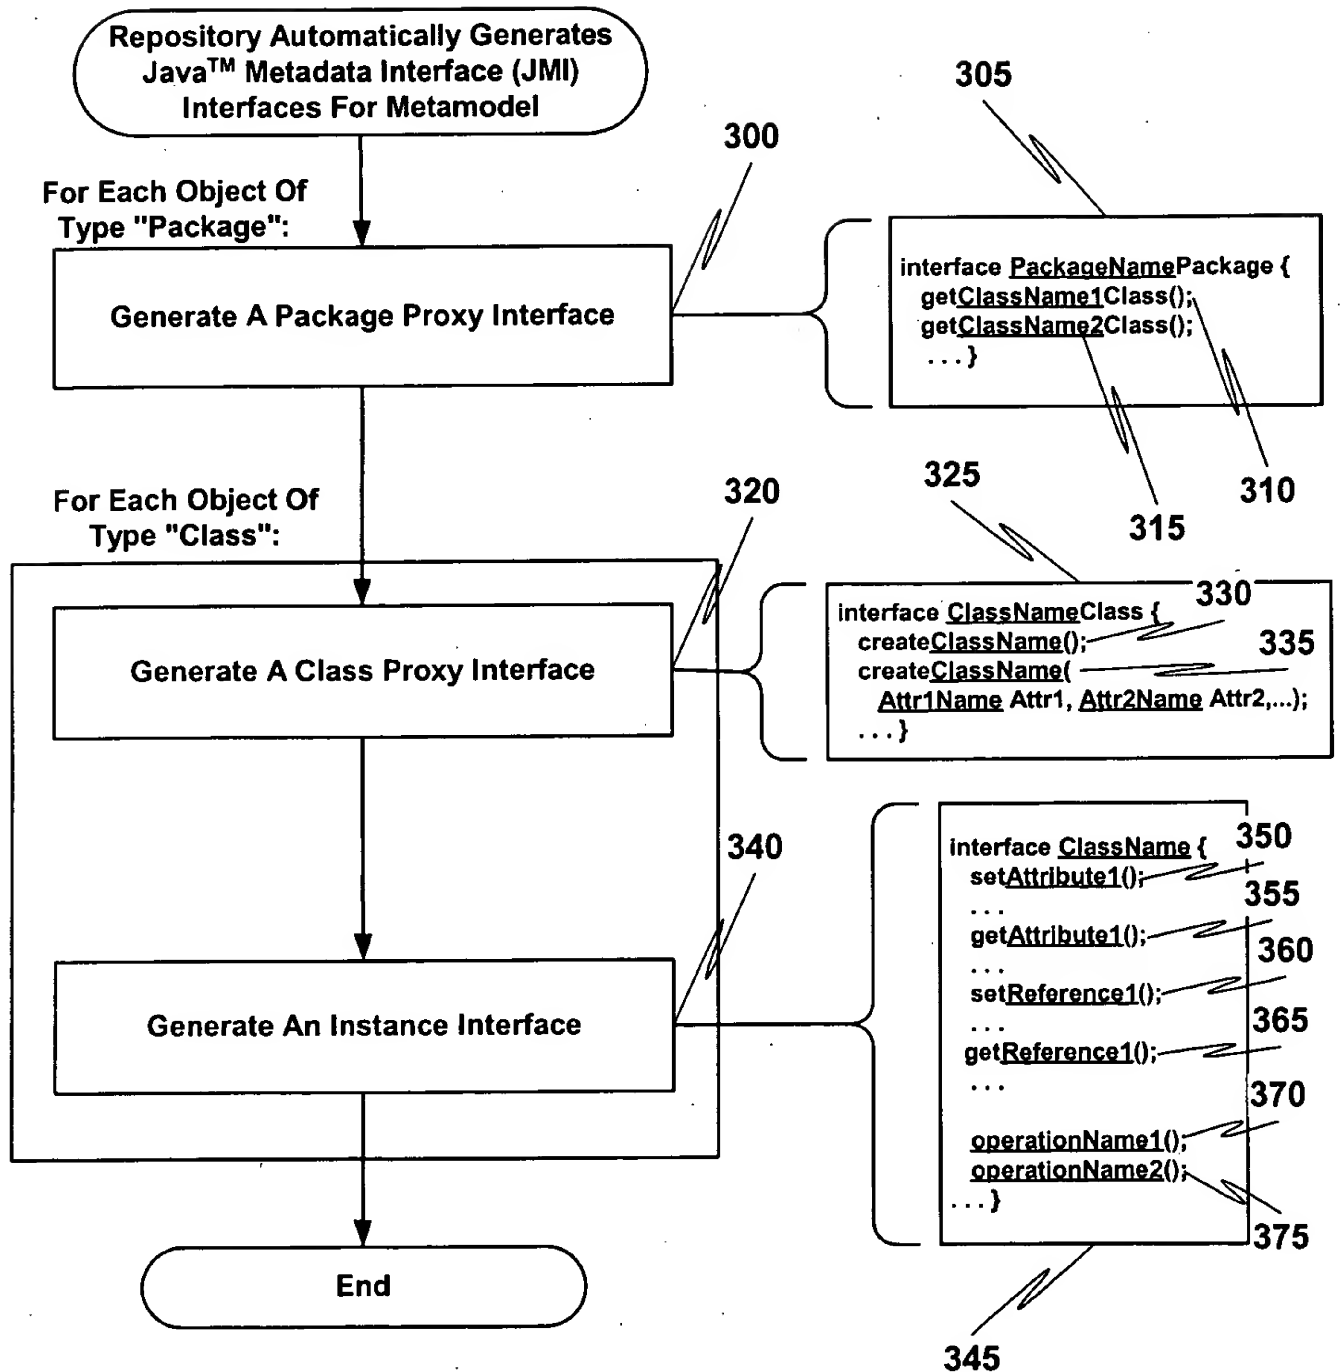 Repository Automatically Generates
Java™ Metadata Interface (JMI)
Interfaces For Metamodel
305
300
For Each Object Of
Type "Package":
Generate A Package Proxy Interface
interface PackageNamePackage {
getClassName1Class();
getClassName2Class();
. . . }
310
315
For Each Object Of
Type "Class":
320
325
Generate A Class Proxy Interface
interface ClassNameClass {
330
createClassName();
335
createClassName(
Attr1Name Attr1, Attr2Name Attr2,...);
. . . }
340
Generate An Instance Interface
interface ClassName {
350
setAttribute1();
355
. . .
getAttribute1();
360
. . .
setReference1();
365
. . .
getReference1();
. . .
370
operationName1();
operationName2();
. . . }
375
345
End